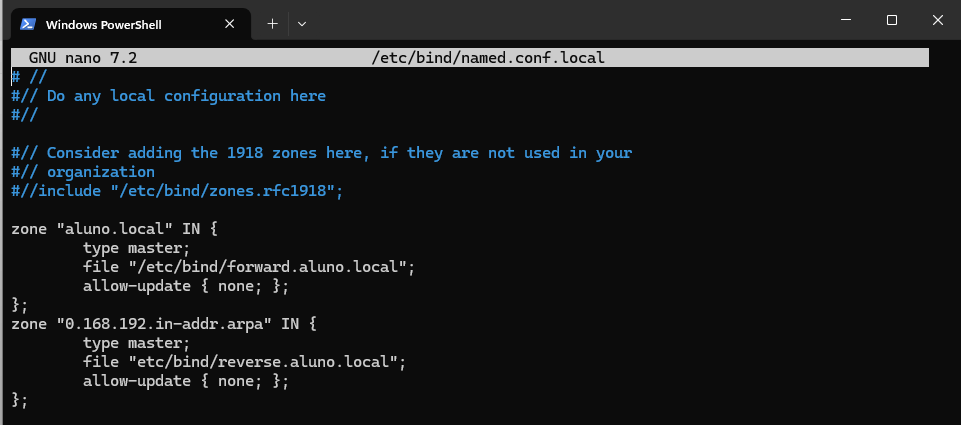 Windows PowerShell
GNU nano 7.2 /etc/bind/named.conf.local
# //
#// Do any local configuration here
#//
#// Consider adding the 1918 zones here, if they are not used in your
#// organization
#//include "/etc/bind/zones.rfc1918";
zone "aluno.local" IN {
type master;
file "/etc/bind/forward.aluno.local";
allow-update { none; };
};
zone "0.168.192.in-addr.arpa" IN {
type master;
file "etc/bind/reverse.aluno.local";
allow-update { none; };
};